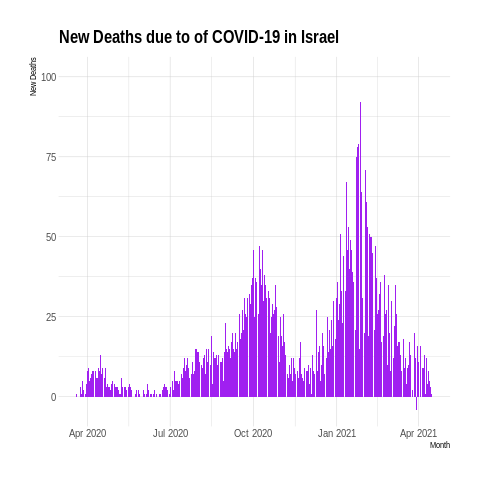 New Deaths due to of COVID-19 in Israel
New Deaths
100
75
50
25
0
Apr 2020 Jul 2020 Oct 2020 Jan 2021 Apr 2021
Month